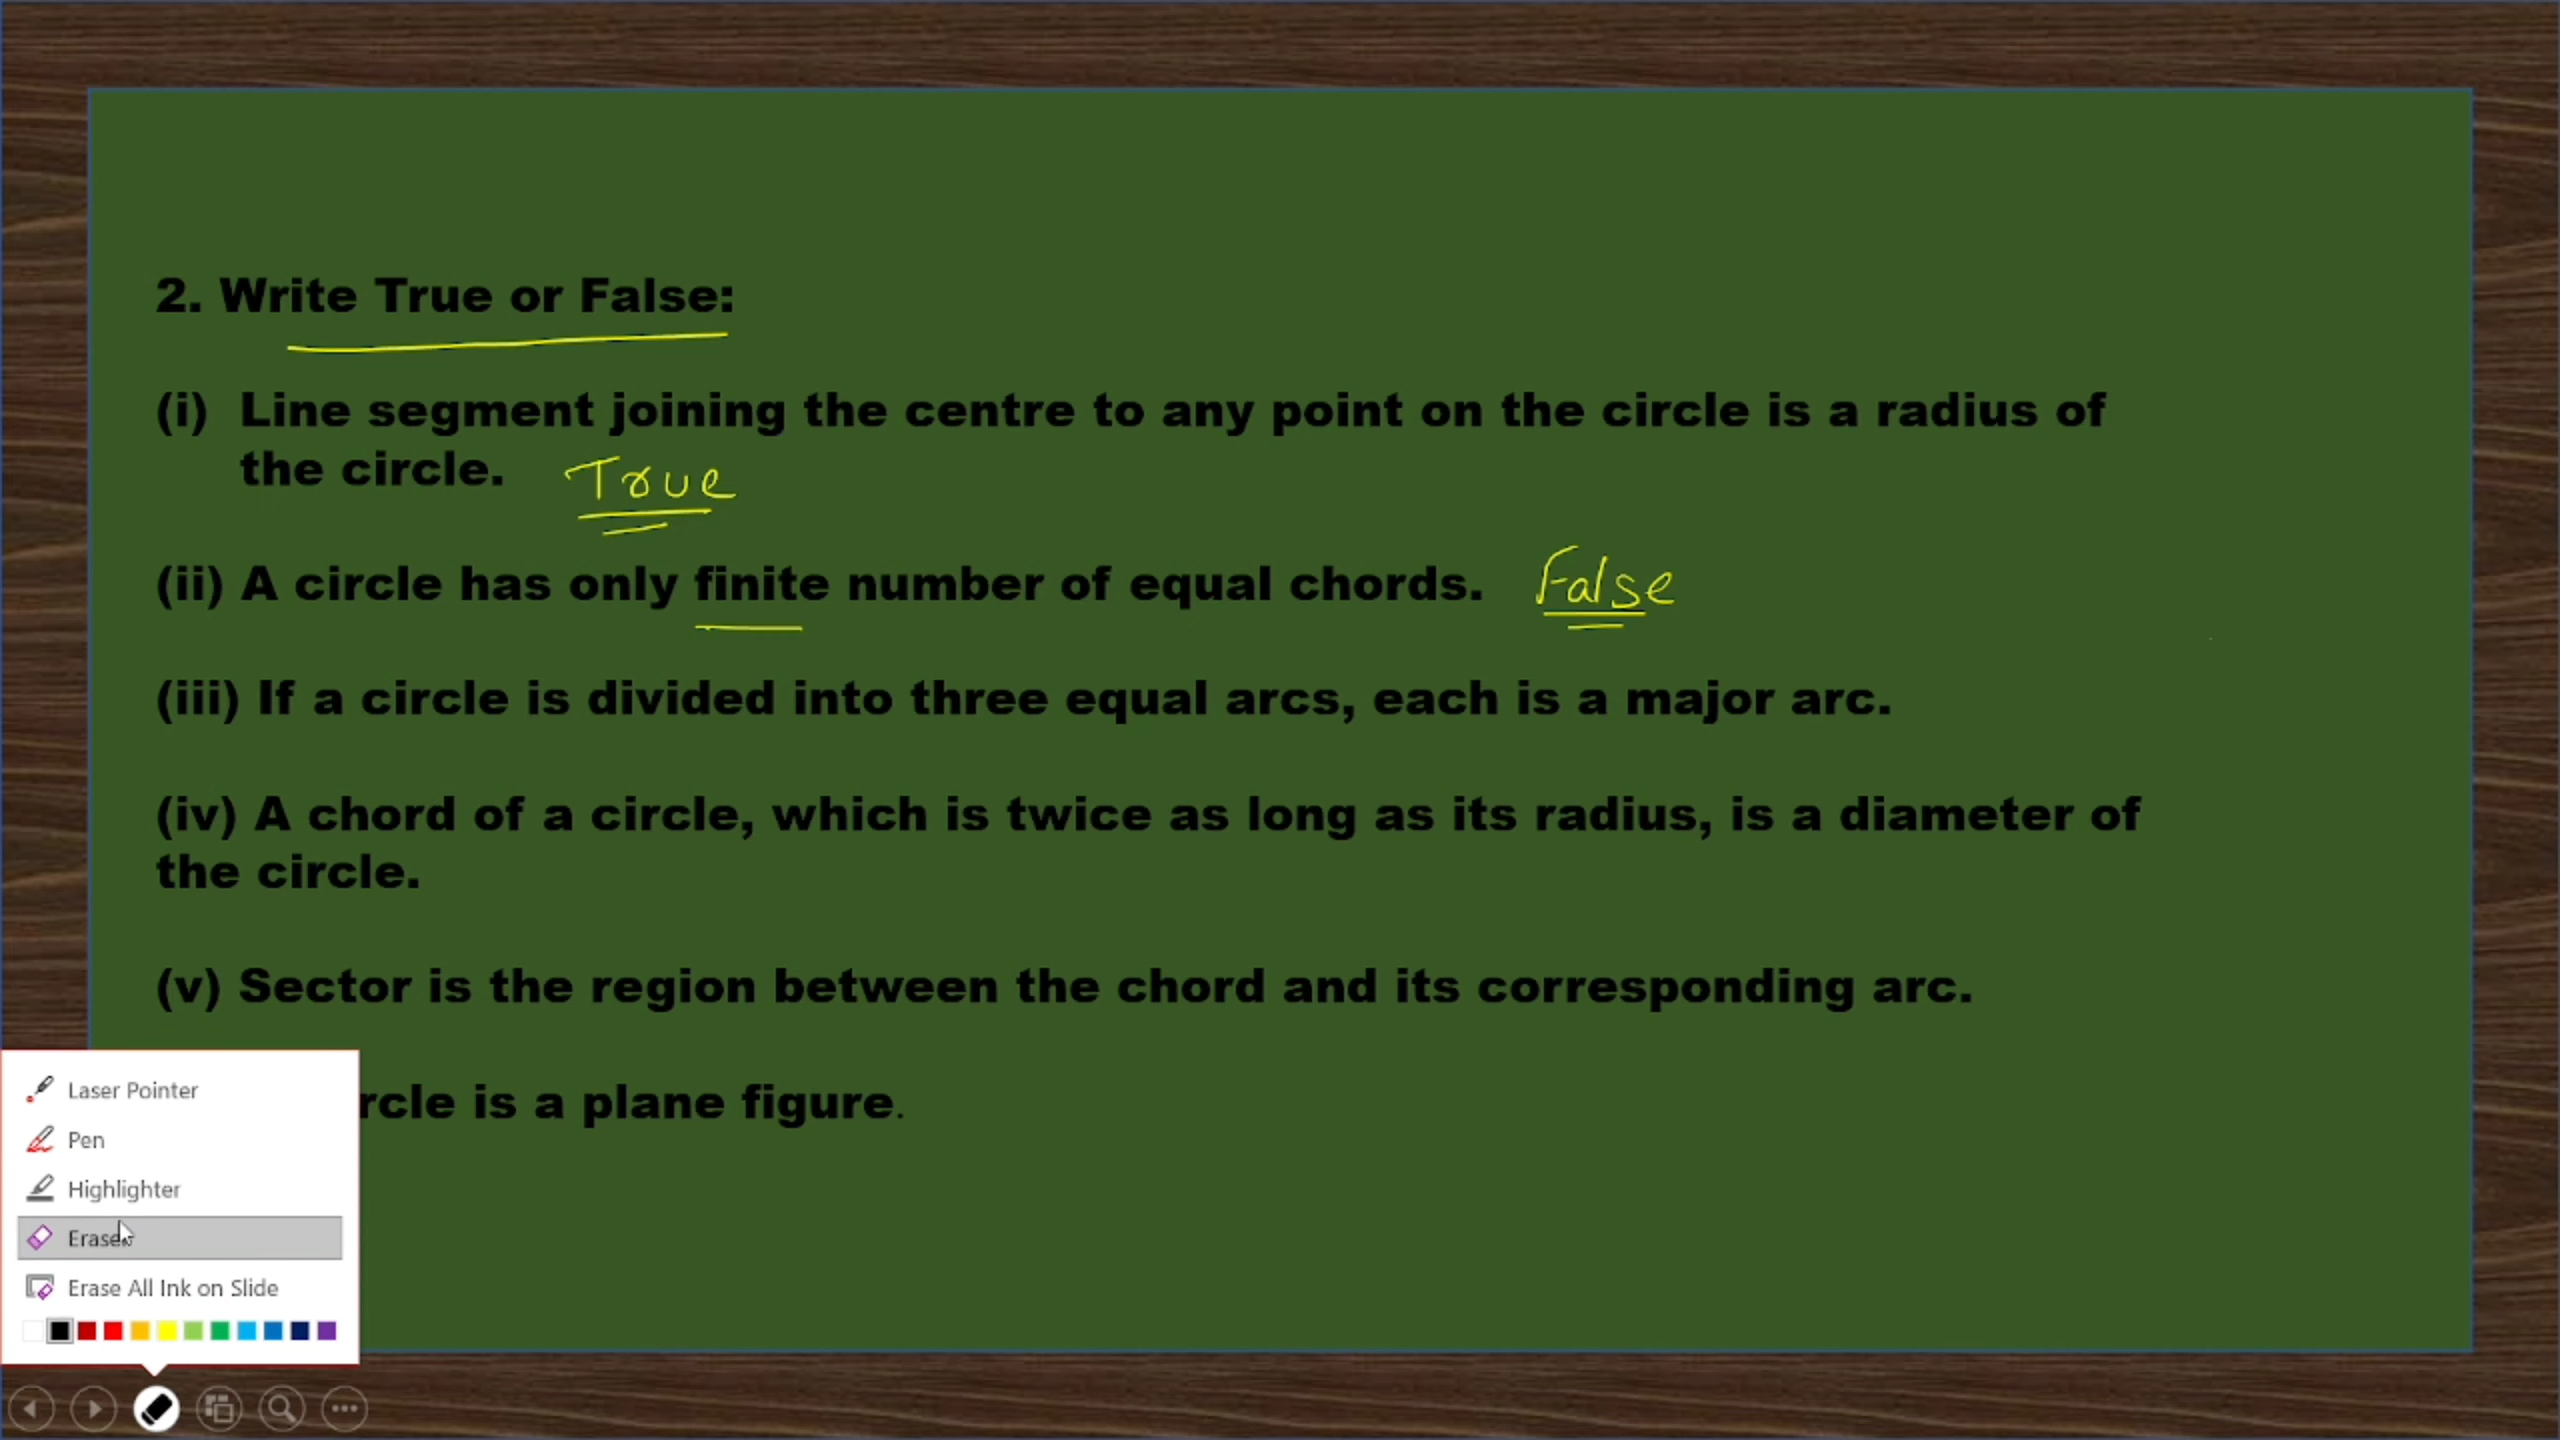 2. Write True or False:
(i) Line segment joining the centre to any point on the circle is a radius of
the circle. True
(ii) A circle has only finite number of equal chords. False
(iii) If a circle is divided into three equal arcs, each is a major arc.
(iv) A chord of a circle, which is twice as long as its radius, is a diameter of
the circle.
(v) Sector is the region between the chord and its corresponding arc.
Laser Pointer
rcle is a plane figure.
Pen
Highlighter
Erase
Erase All Ink on Slide